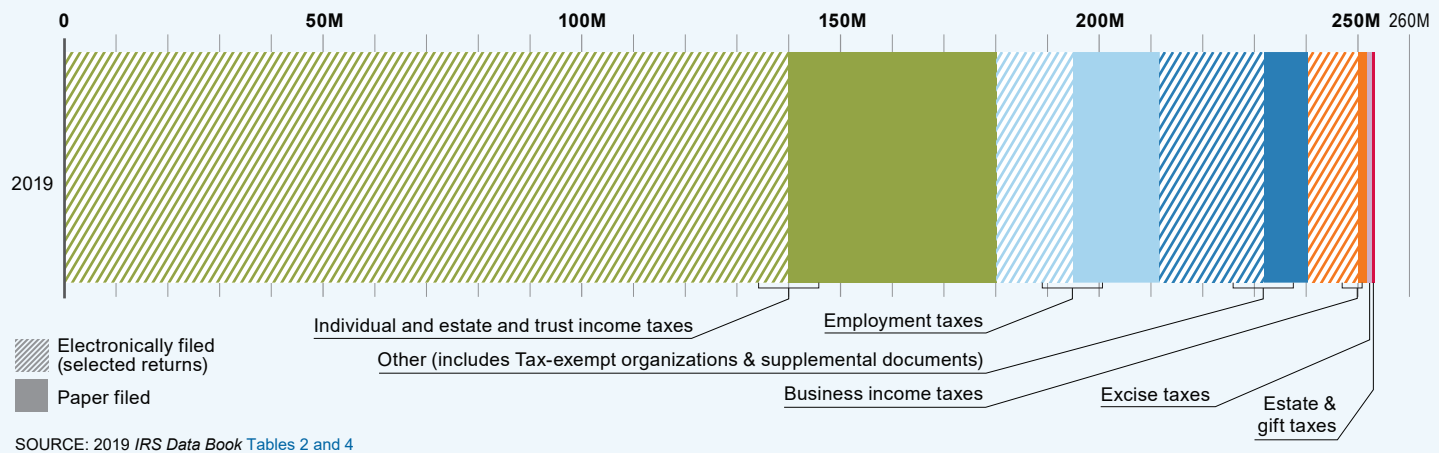 0 50M 100M 150M 200M 250M 260M
2019
Individual and estate and trust income taxes
Employment taxes
Other (includes Tax-exempt organizations & supplemental documents)
Business income taxes
Excise taxes
Estate &
gift taxes
Electronically filed
(selected returns)
Paper filed
SOURCE: 2019 IRS Data Book Tables 2 and 4